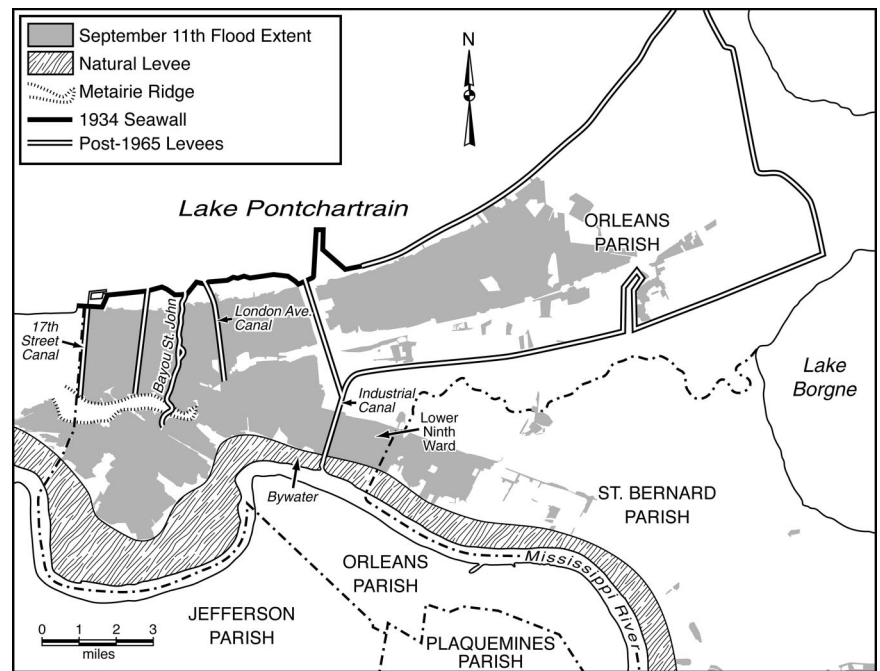 September 11th Flood Extent
Natural Levee
Metairie Ridge
1934 Seawall
Post-1965 Levees
N
Lake Pontchartrain
ORLEANS
PARISH
17th
Street
Canal
Bayou St. John
London Ave.
Canal
Industrial
Canal
Lower
Ninth
Ward
Lake
Borgne
Bywater
ST. BERNARD
PARISH
Mississippi River
ORLEANS
PARISH
JEFFERSON
PARISH
PLAQUEMINES
PARISH
0 1 2 3
miles